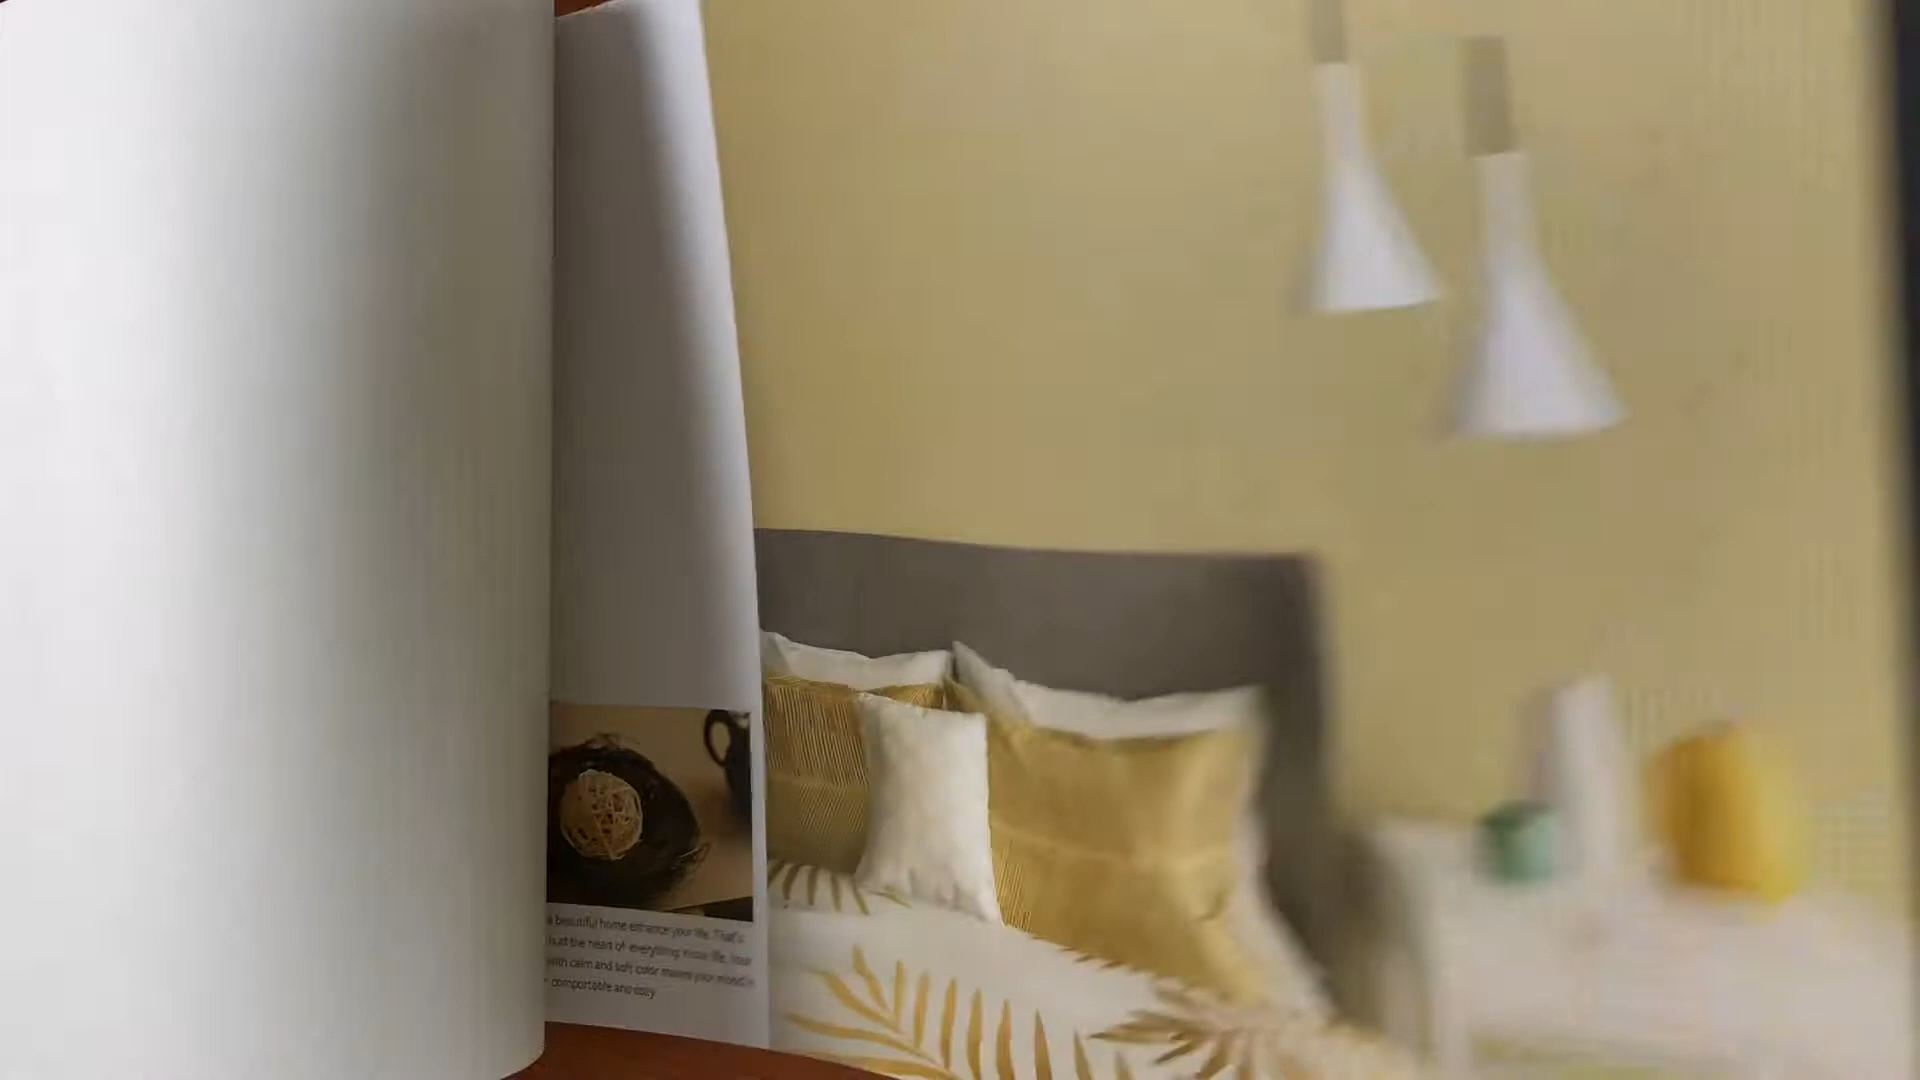 a beautiful home enhance your life. That's
the heart of everything in our life. Your
with calm and soft color makes your mood is
comportable and cozy